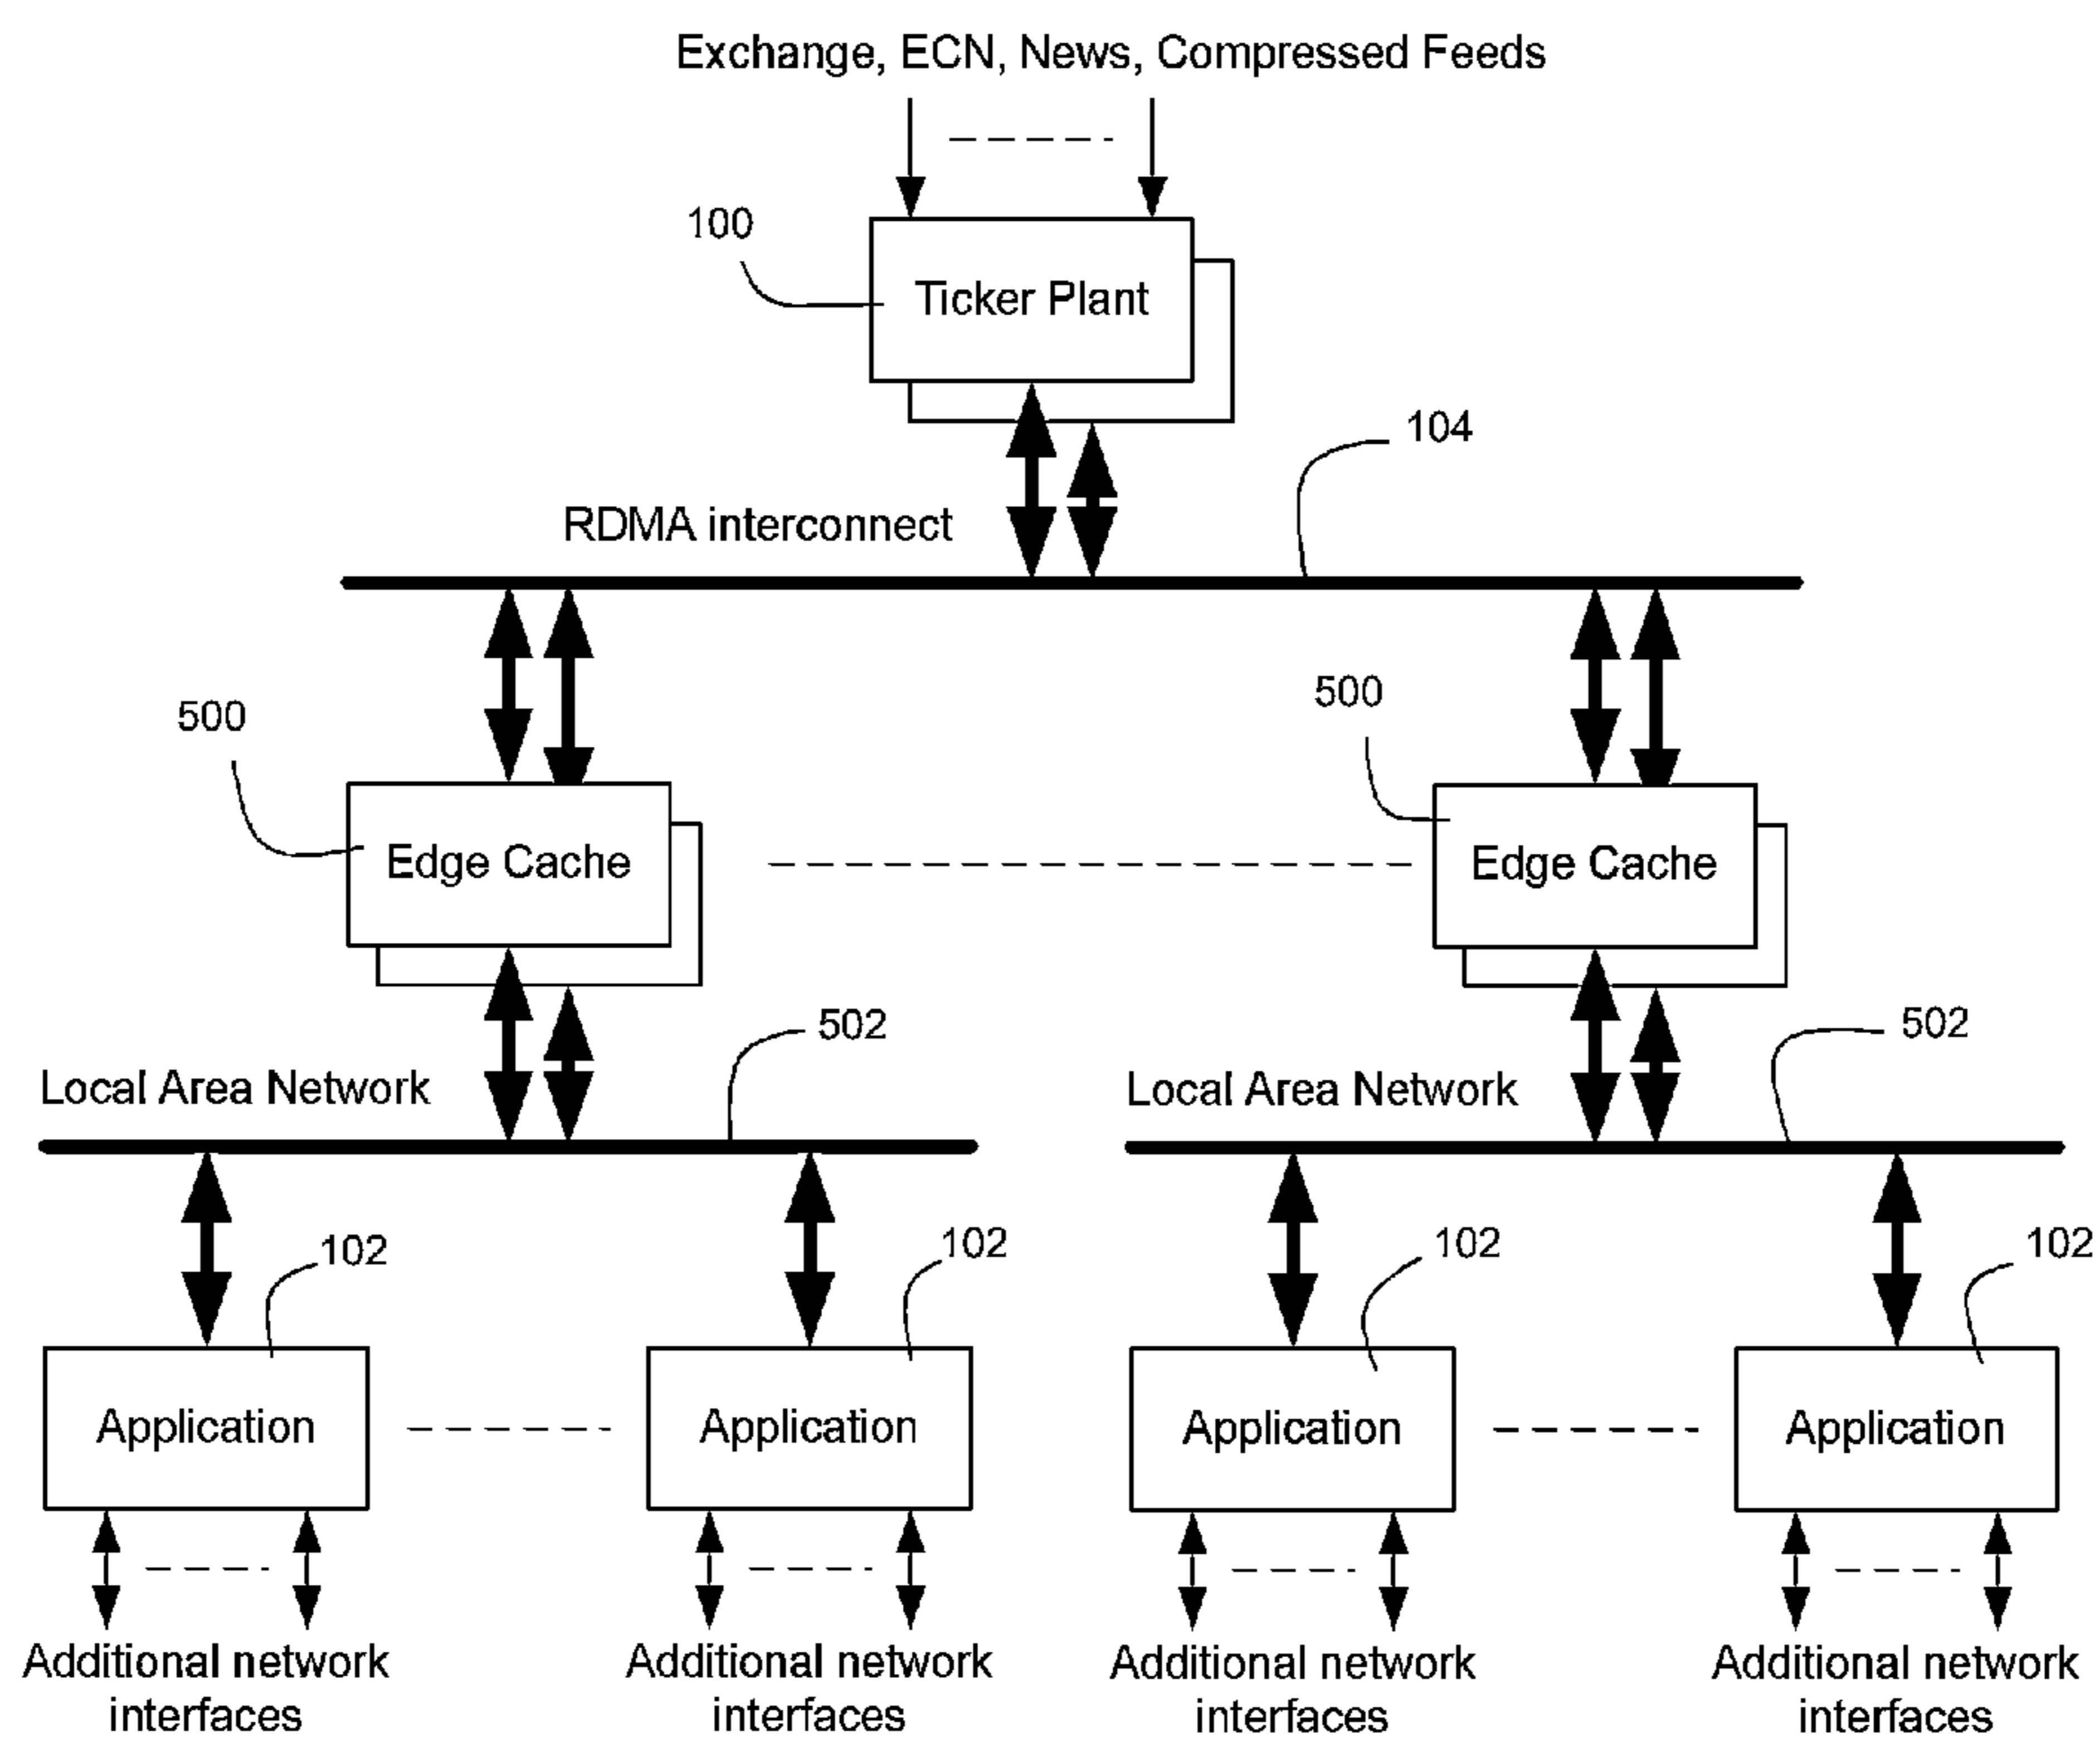 Exchange, ECN, News, Compressed Feeds
100
Ticker Plant
104
RDMA interconnect
500
500
Edge Cache
Edge Cache
502
502
Local Area Network
Local Area Network
102
102
102
102
Application
Application
Application
Application
Additional network
interfaces
Additional network
interfaces
Additional network
interfaces
Additional network
interfaces